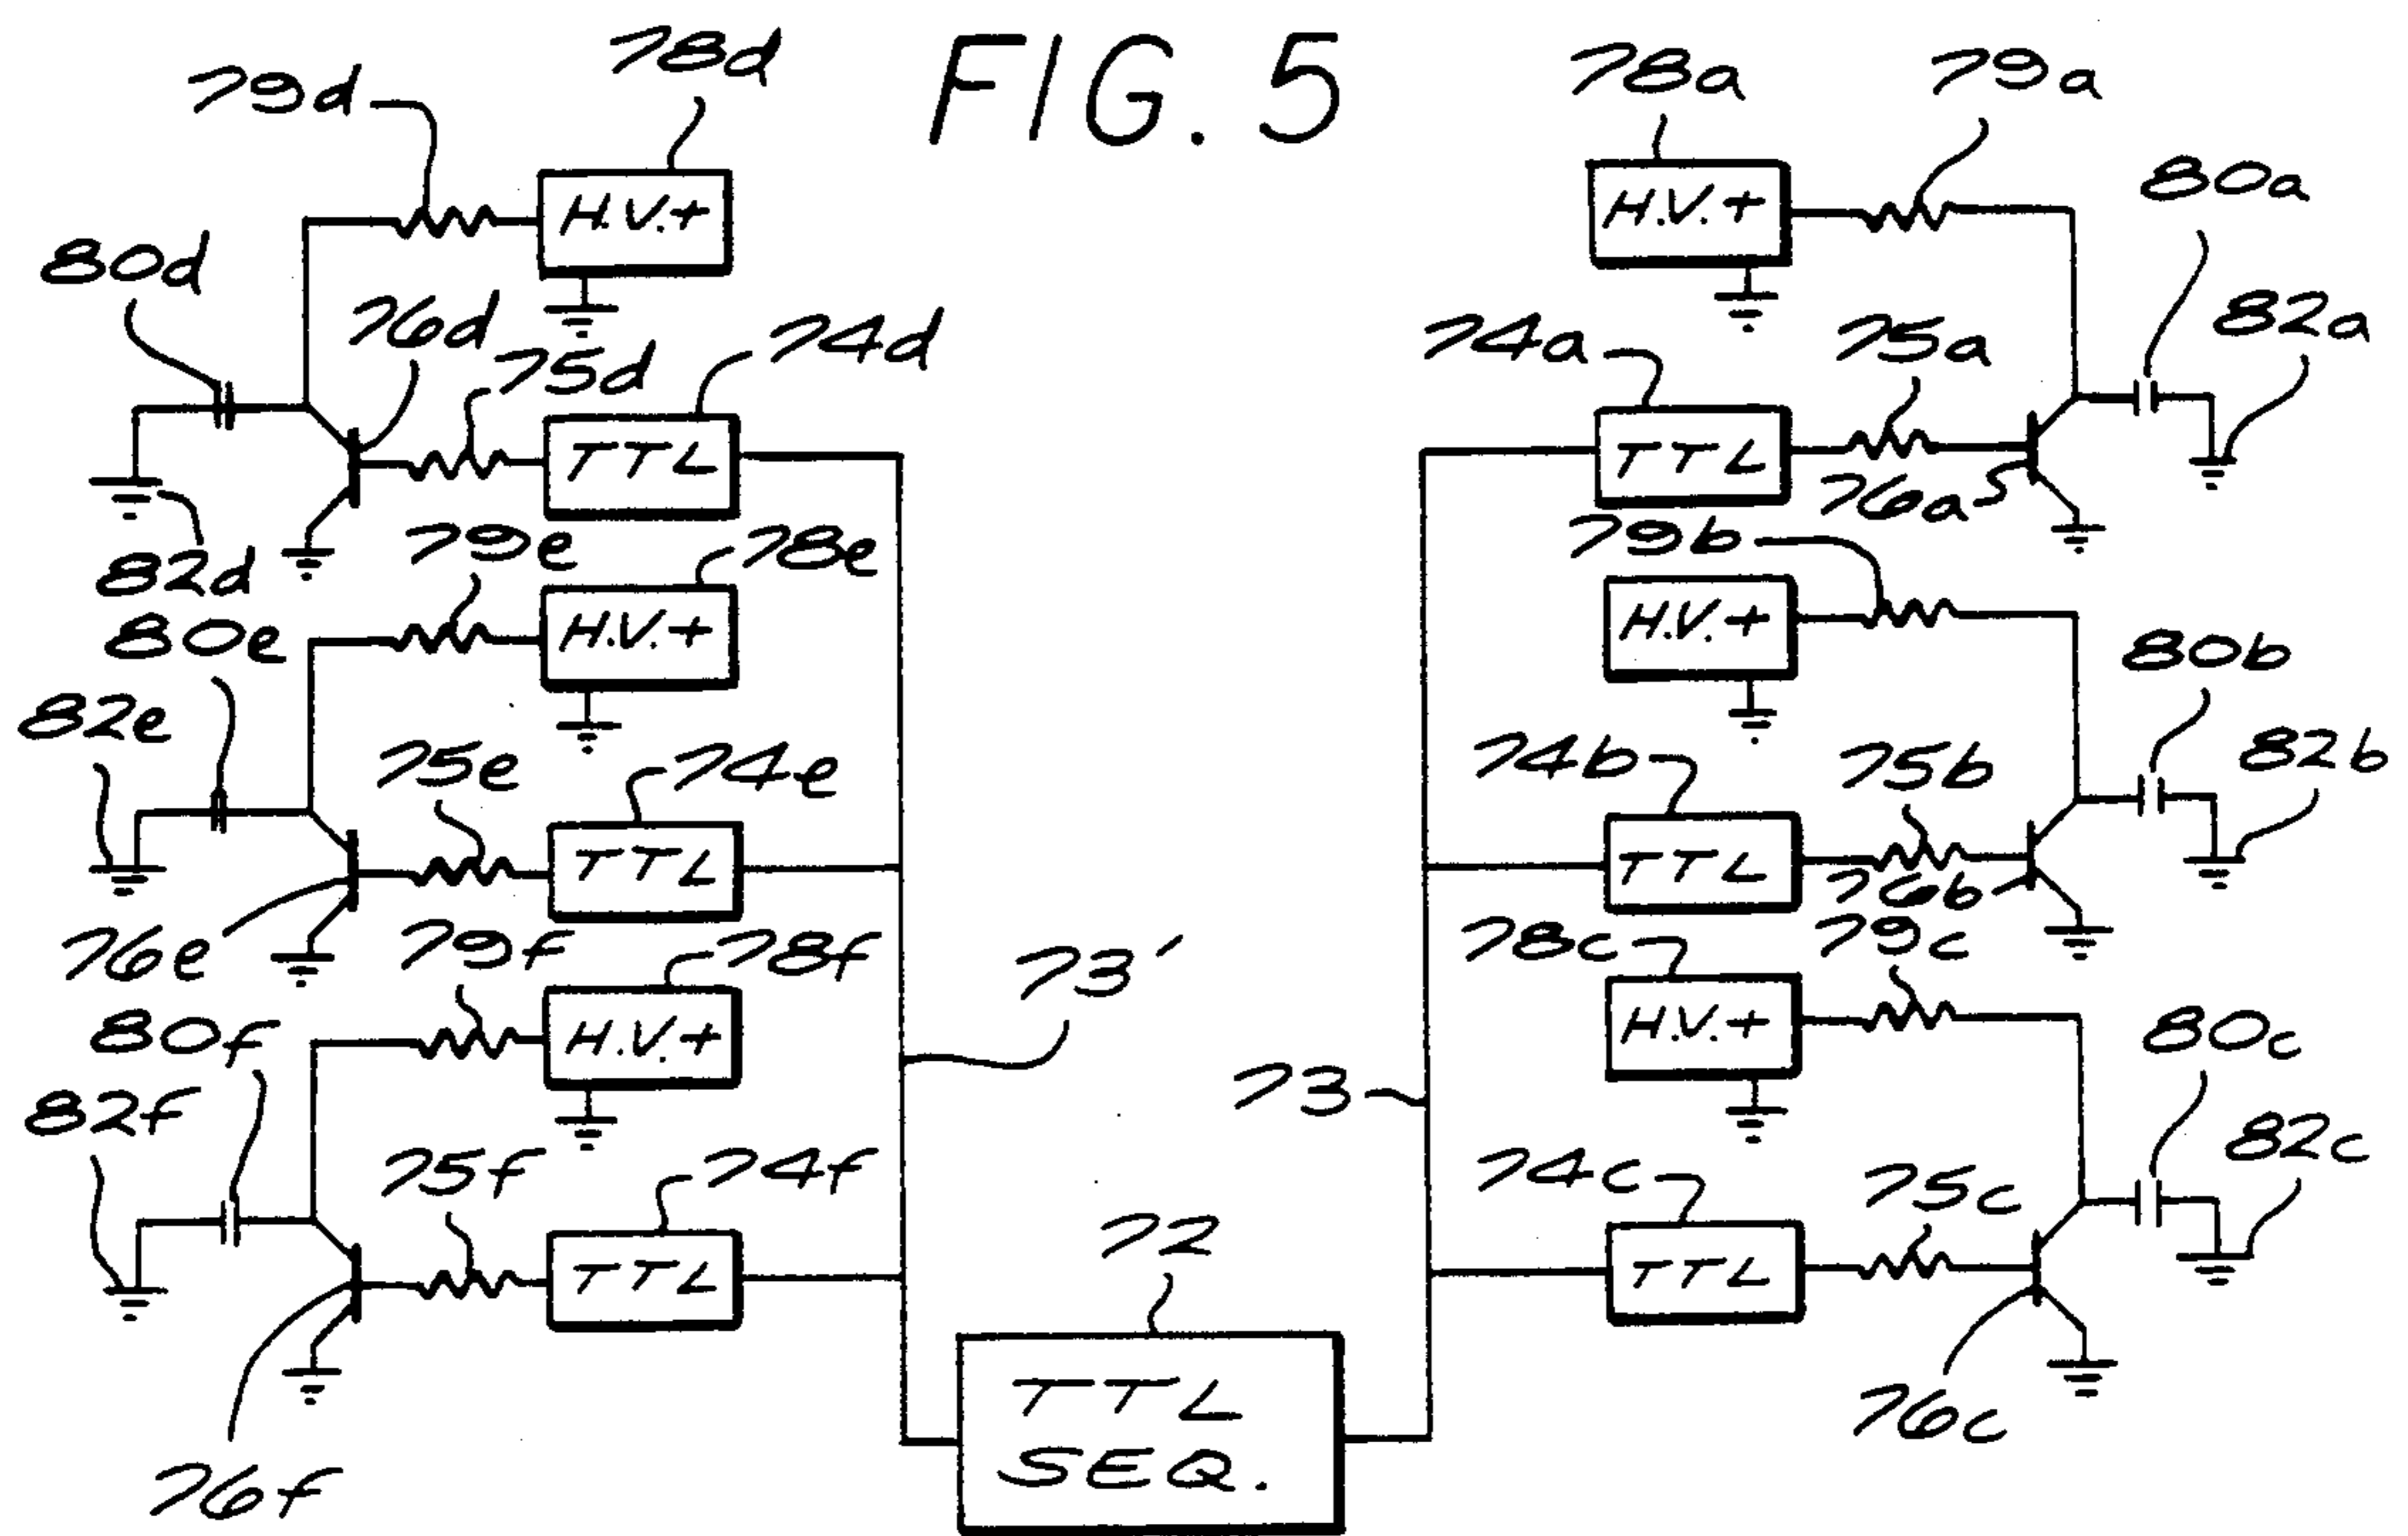 FIG. 5
78d
79d
H.V.+
80d
76d
75d
74d
TTL
82d
79e
78e
H.V.+
80e
82e
75e
74e
TTL
76e
79f
78f
H.V.+
80f
82f
75f
74f
TTL
76f
73'
72
TTL
SEQ.
73
78a
79a
H.V.+
80a
82a
74a
75a
TTL
76a
79b
H.V.+
80b
82b
74b
75b
TTL
76b
78c
79c
H.V.+
80c
82c
74c
75c
TTL
76c